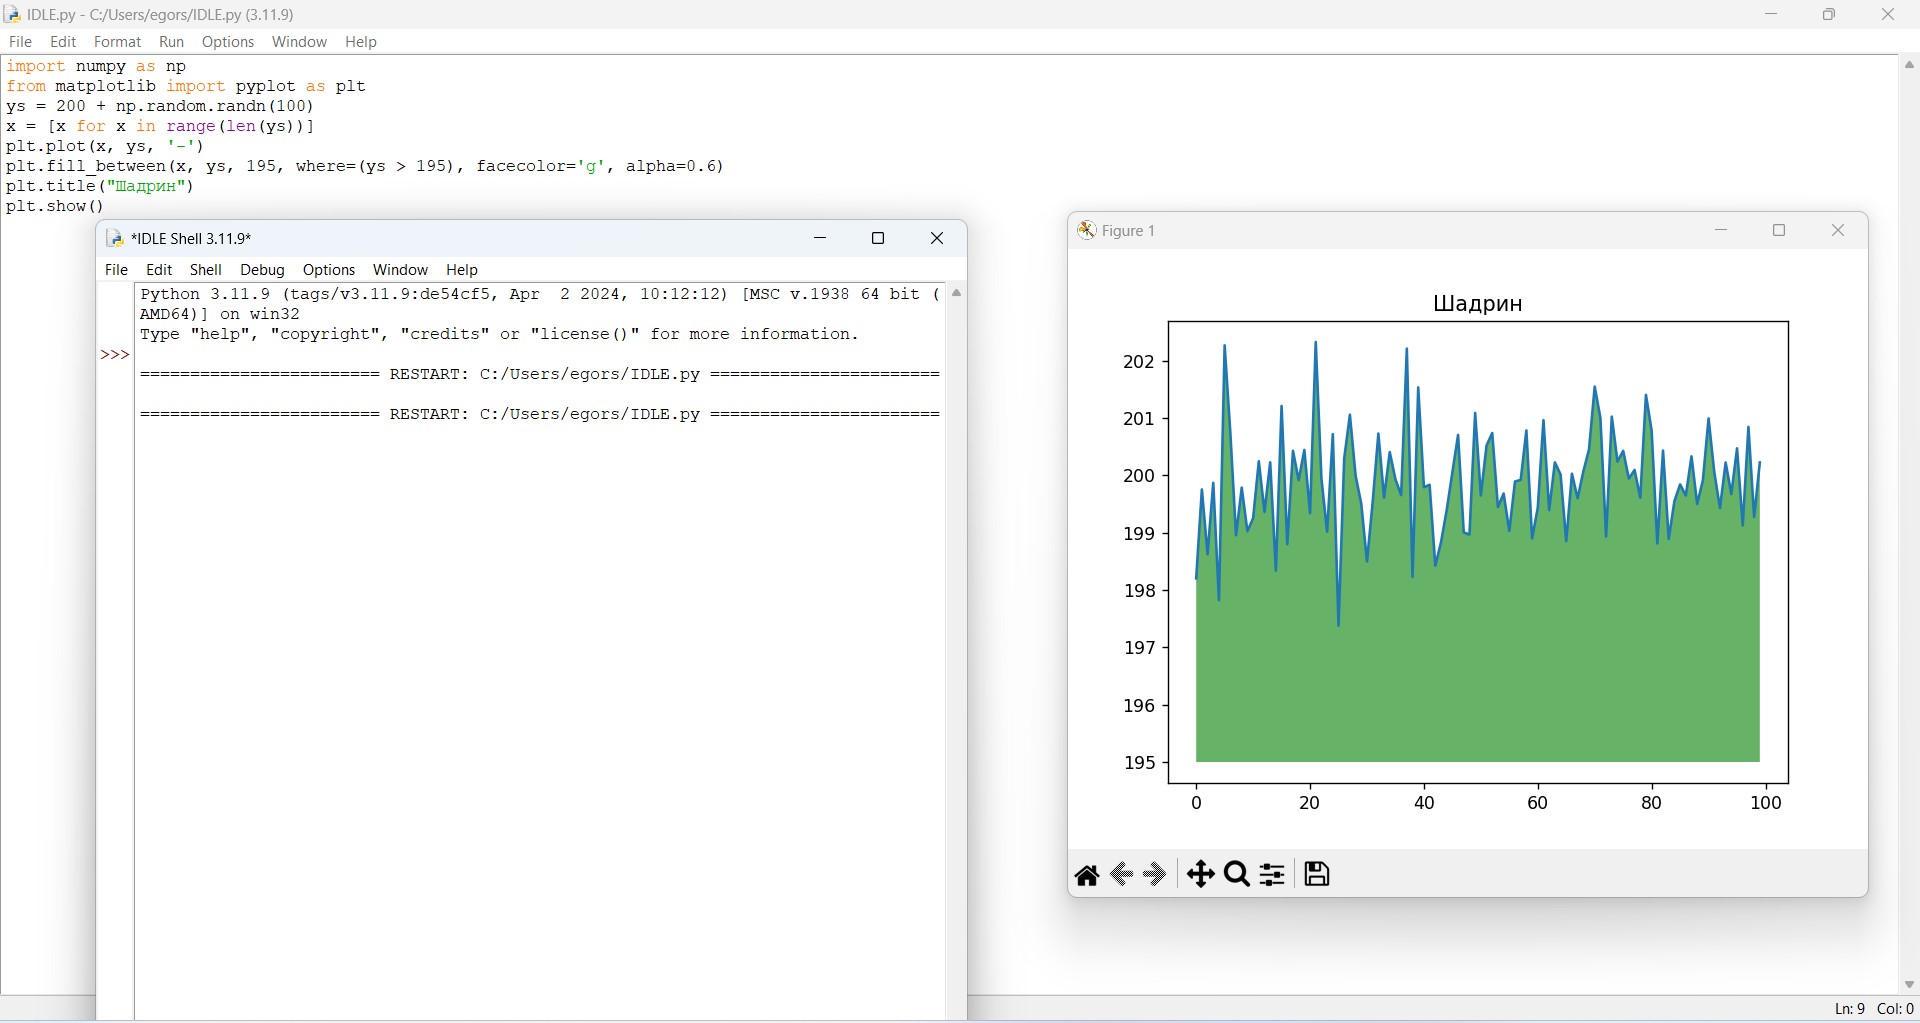 IDLE.py - C:/Users/egors/IDLE.py (3.11.9)
File Edit Format Run Options Window Help
import numpy as np
from matplotlib import pyplot as plt
ys = 200 + np.random.randn(100)
x = [x for x in range(len(ys))]
plt.plot(x, ys, '-')
plt.fill_between(x, ys, 195, where=(ys > 195), facecolor='g', alpha=0.6)
plt.title("Шадрин")
plt.show()
*IDLE Shell 3.11.9*
File Edit Shell Debug Options Window Help
Python 3.11.9 (tags/v3.11.9:de54cf5, Apr  2 2024, 10:12:12) [MSC v.1938 64 bit (
AMD64)] on win32
Type "help", "copyright", "credits" or "license()" for more information.
>>>
======================== RESTART: C:/Users/egors/IDLE.py =======================
======================== RESTART: C:/Users/egors/IDLE.py =======================
Figure 1
Шадрин
202
201
200
199
198
197
196
195
0 20 40 60 80 100
Ln: 9 Col: 0